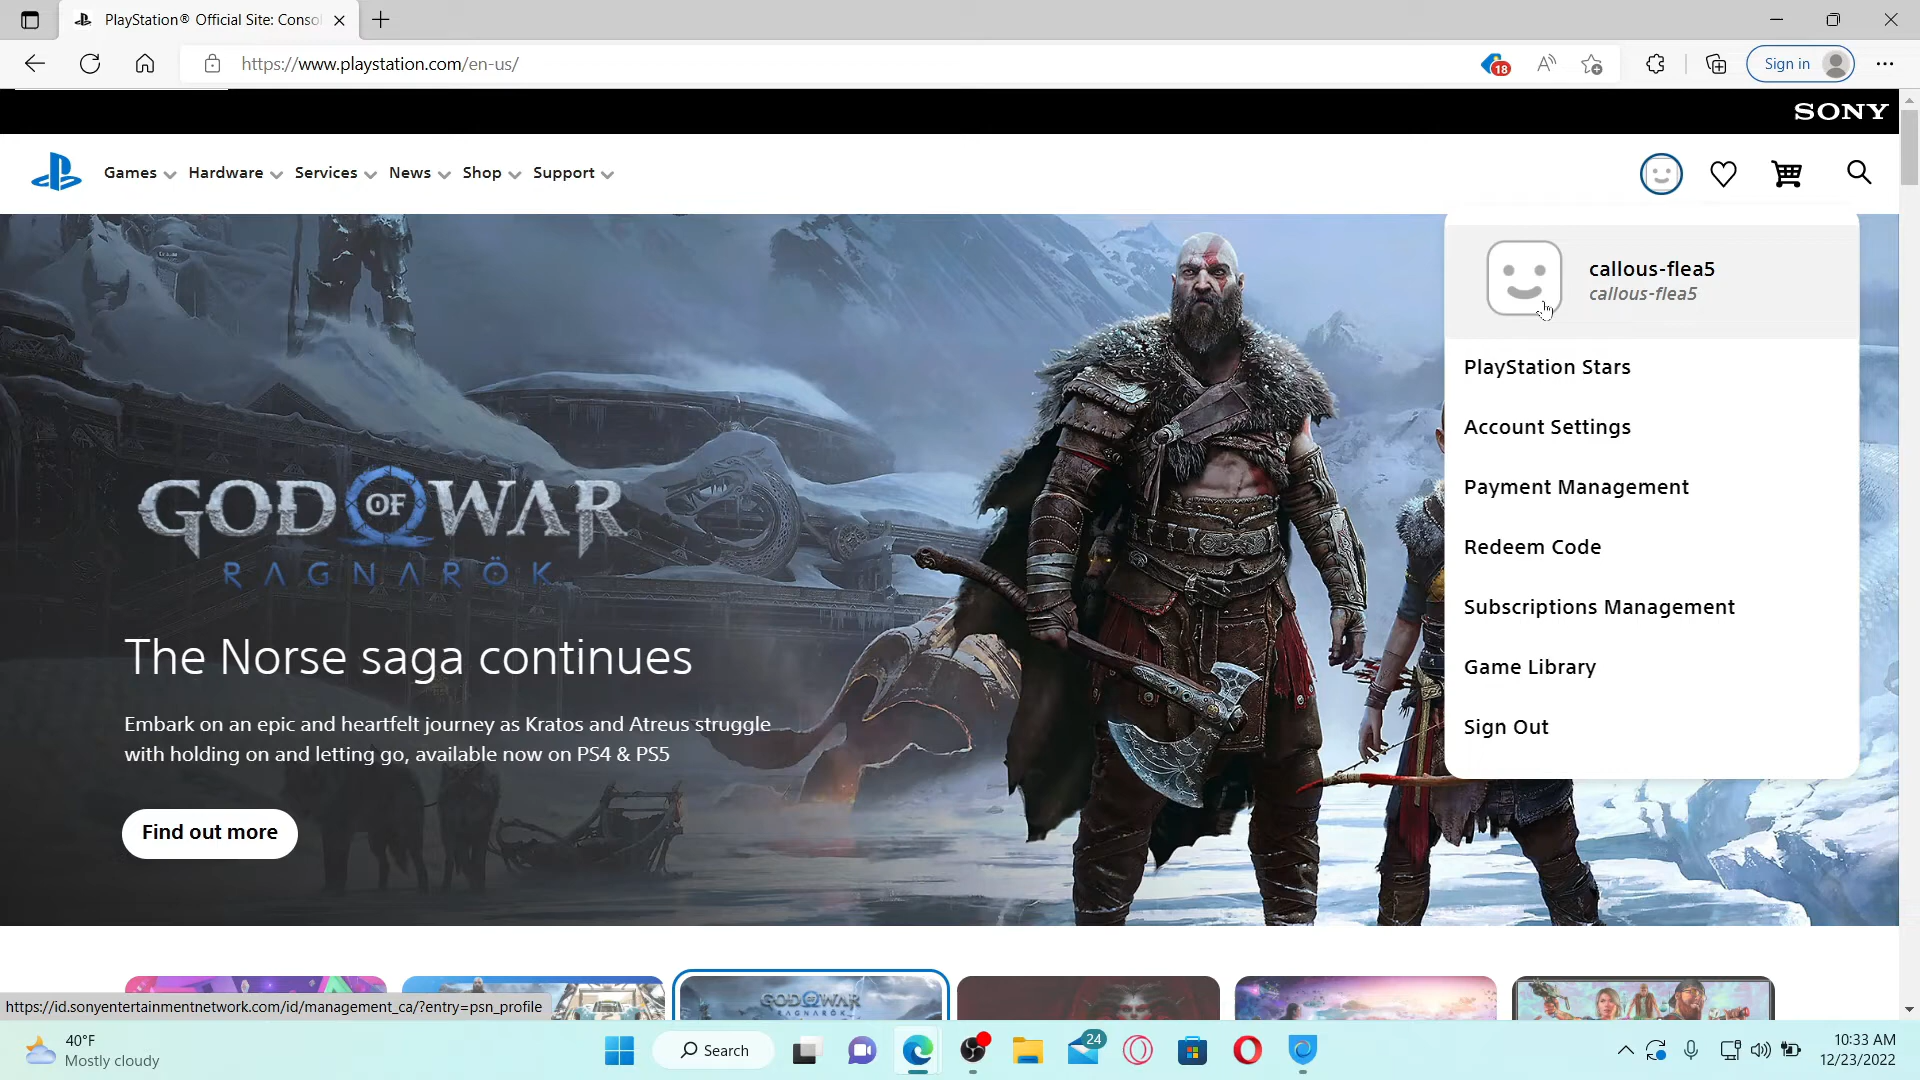 PlayStation® Official Site: Conso
https://www.playstation.com/en-us/
18
Sign in
SONY
Games
Hardware
Services
News
Shop
Support
callous-flea5
callous-flea5
PlayStation Stars
Account Settings
Payment Management
Redeem Code
Subscriptions Management
Game Library
Sign Out
GOD OF WAR
RAGNARÖK
The Norse saga continues
Embark on an epic and heartfelt journey as Kratos and Atreus struggle
with holding on and letting go, available now on PS4 & PS5
Find out more
GOD OF WAR
RAGNARÖK
https://id.sonyentertainmentnetwork.com/id/management_ca/?entry=psn_profile
40°F
Mostly cloudy
Search
24
10:33 AM
12/23/2022